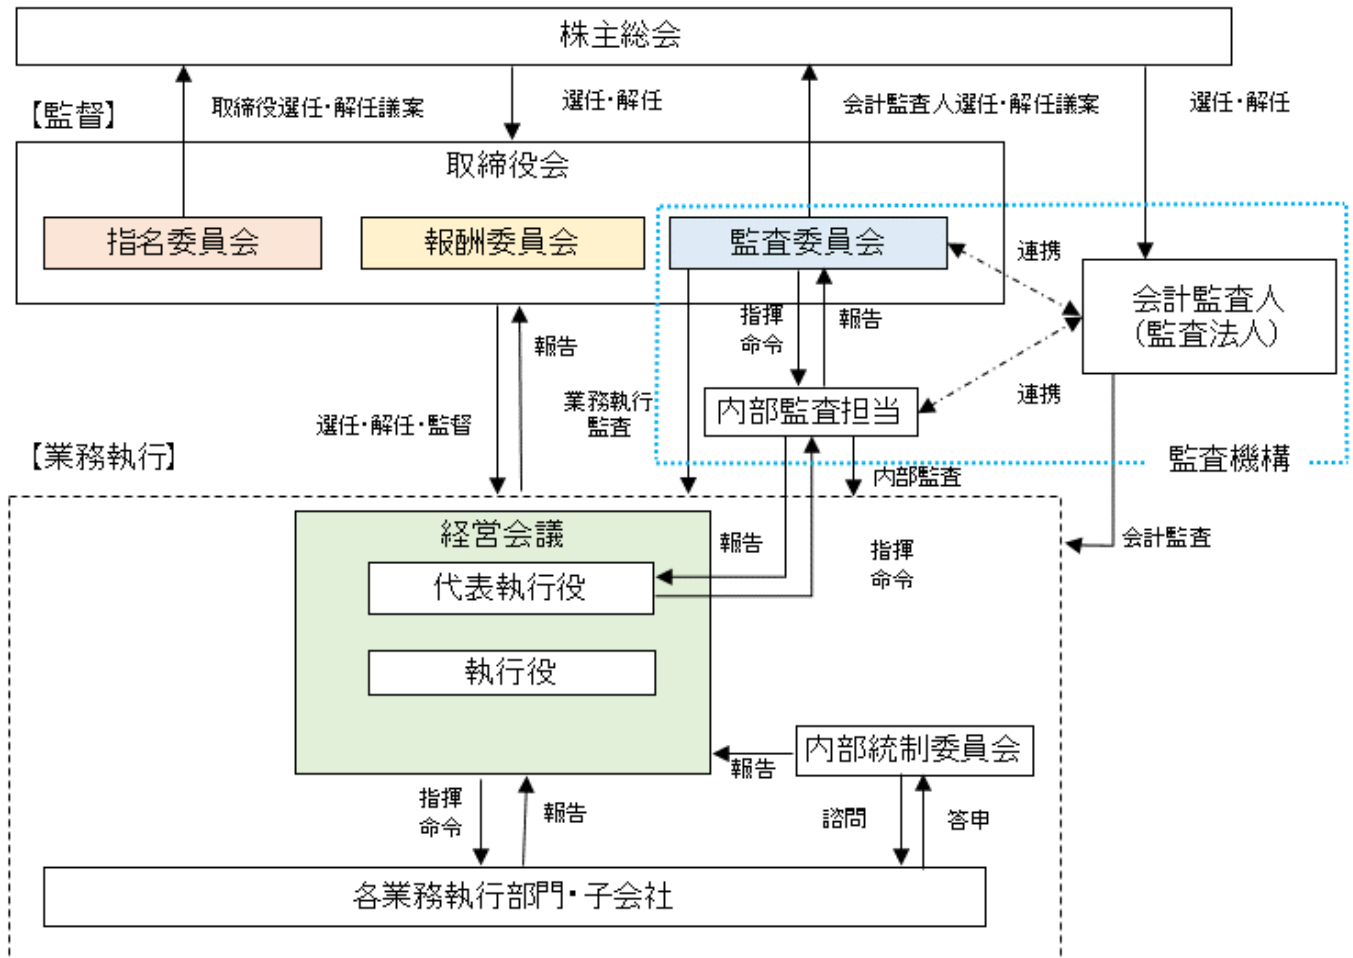 株主総会
【監督】
取締役選任・解任議案
選任・解任
会計監査人選任・解任議案
選任・解任
取締役会
指名委員会
報酬委員会
監査委員会
連携
会計監査人
(監査法人)
指揮
命令
報告
報告
連携
業務執行
監査
内部監査担当
選任・解任・監督
【業務執行】
監査機構
内部監査
経営会議
報告
指揮
命令
会計監査
代表執行役
執行役
内部統制委員会
報告
指揮
命令
報告
諮問
答申
各業務執行部門・子会社